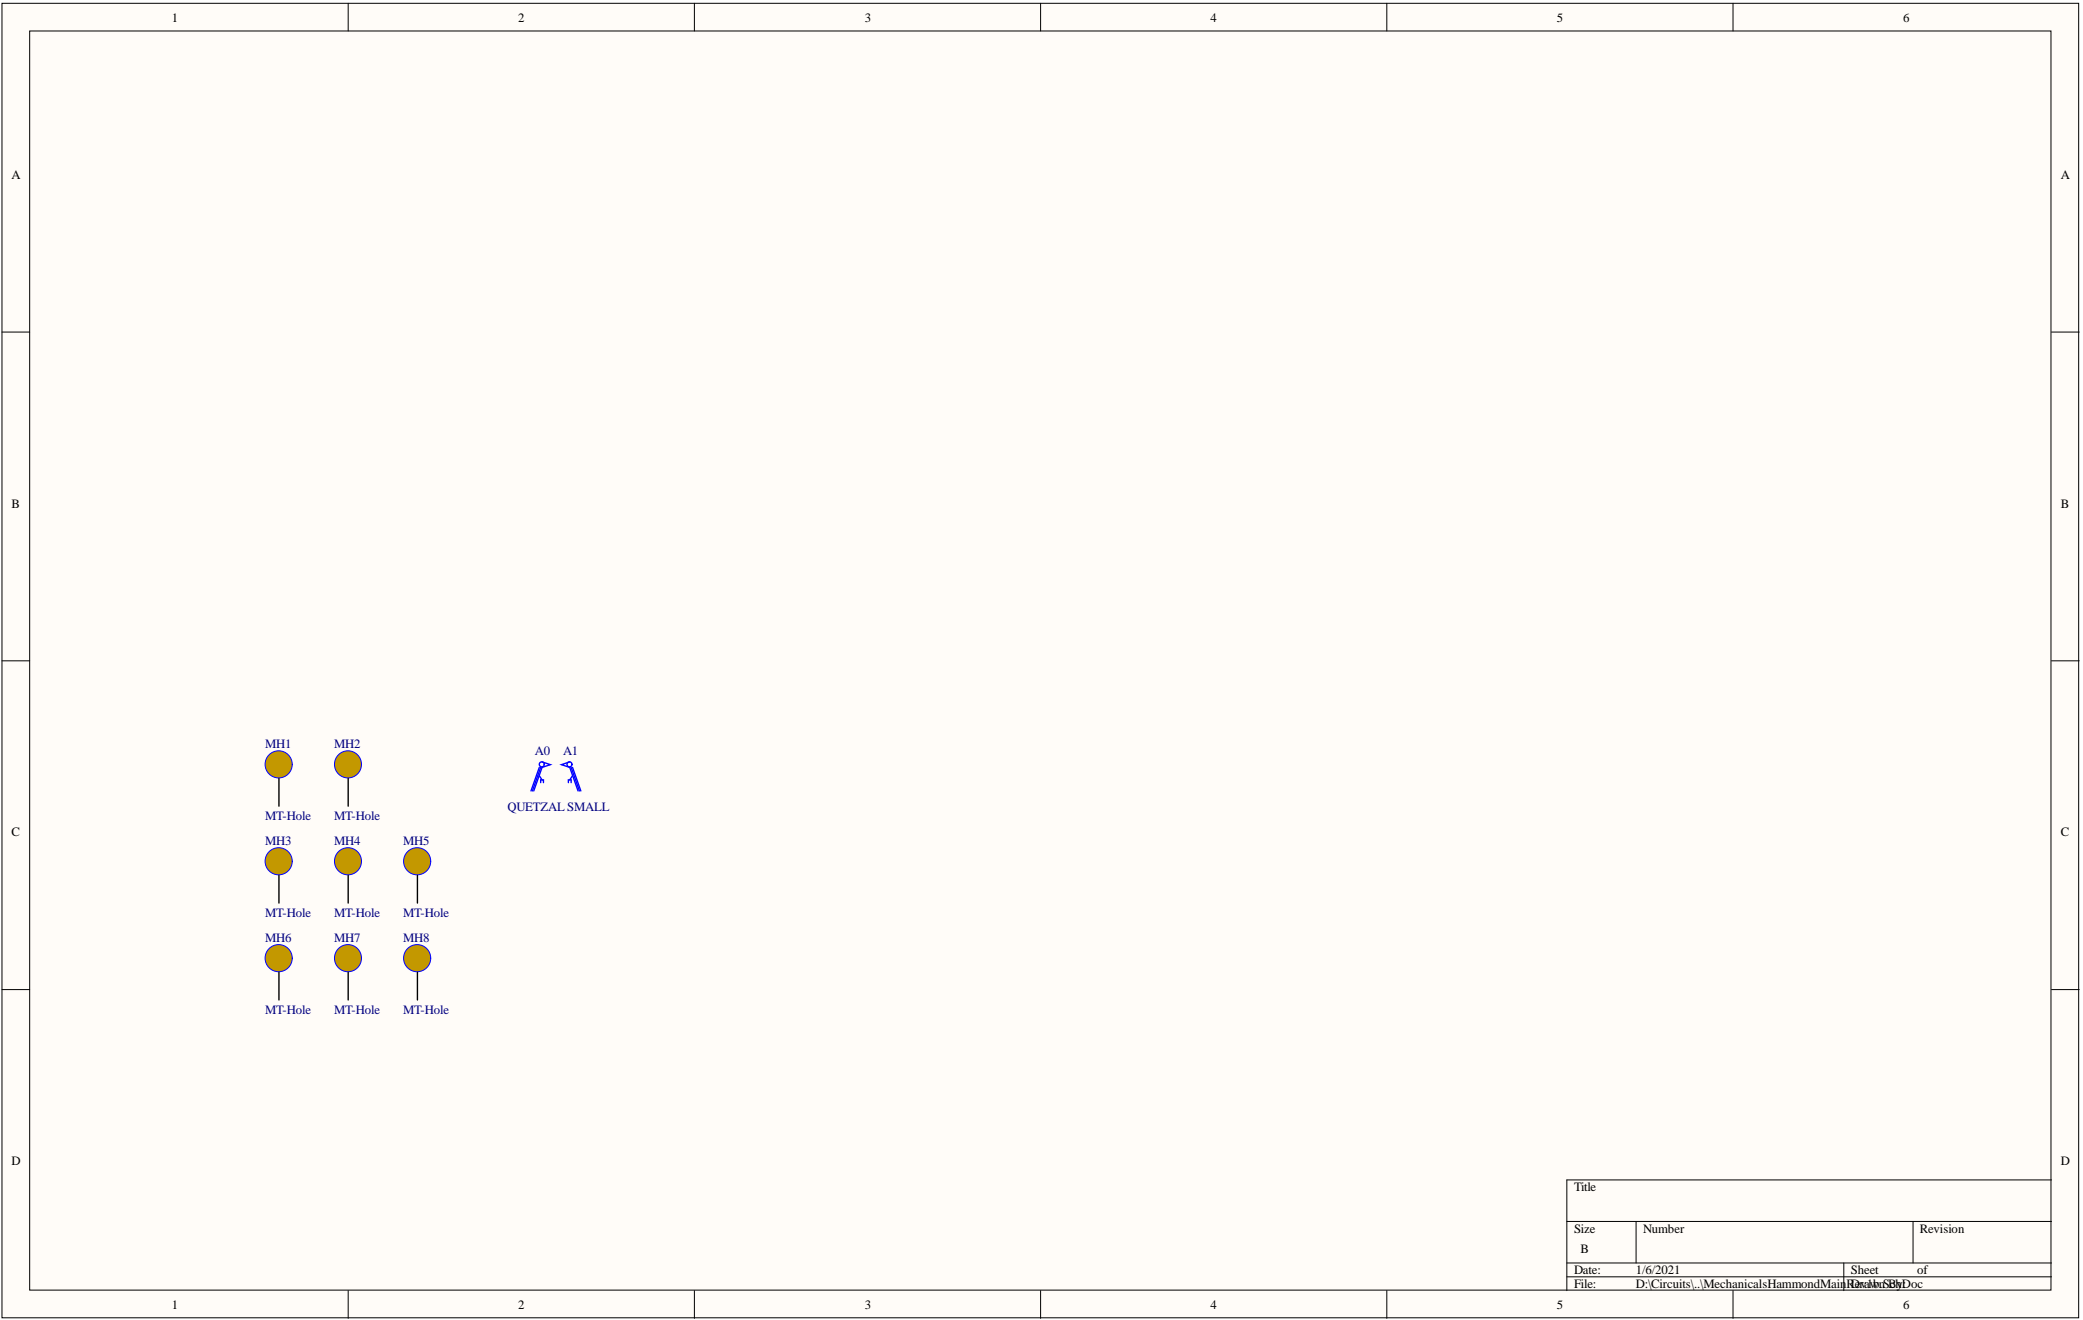 1 2 3 4 5 6
A A
B B
MH1 MH2
A0 A1
MT-Hole MT-Hole
QUETZAL SMALL
C C
MH3 MH4 MH5
MT-Hole MT-Hole MT-Hole
MH6 MH7 MH8
MT-Hole MT-Hole MT-Hole
D D
Title
Size Number Revision
B
Date: 1/6/2021 Sheet of
File: D:\Circuits\..\MechanicalsHammondMain
1 2 3 4 5 6